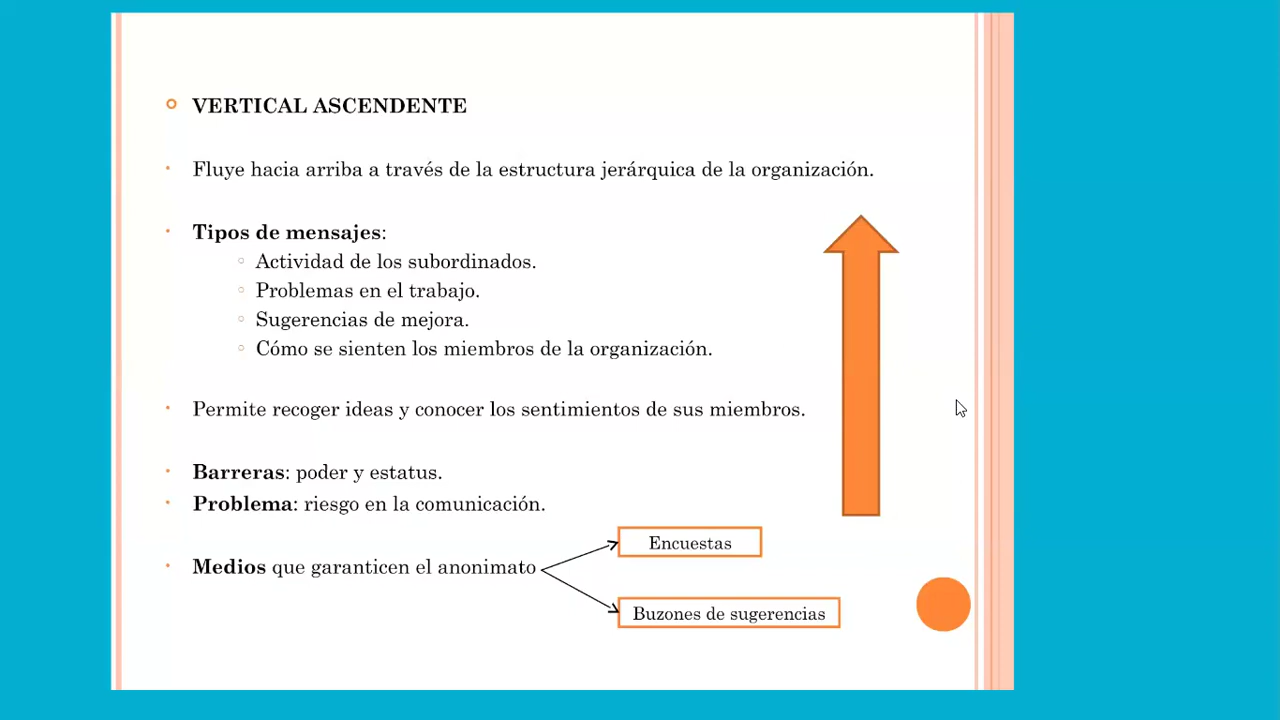 VERTICAL ASCENDENTE
Fluye hacia arriba a través de la estructura jerárquica de la organización.
Tipos de mensajes:
Actividad de los subordinados.
Problemas en el trabajo.
Sugerencias de mejora.
Cómo se sienten los miembros de la organización.
Permite recoger ideas y conocer los sentimientos de sus miembros.
Barreras: poder y estatus.
Problema: riesgo en la comunicación.
Medios que garanticen el anonimato
Encuestas
Buzones de sugerencias